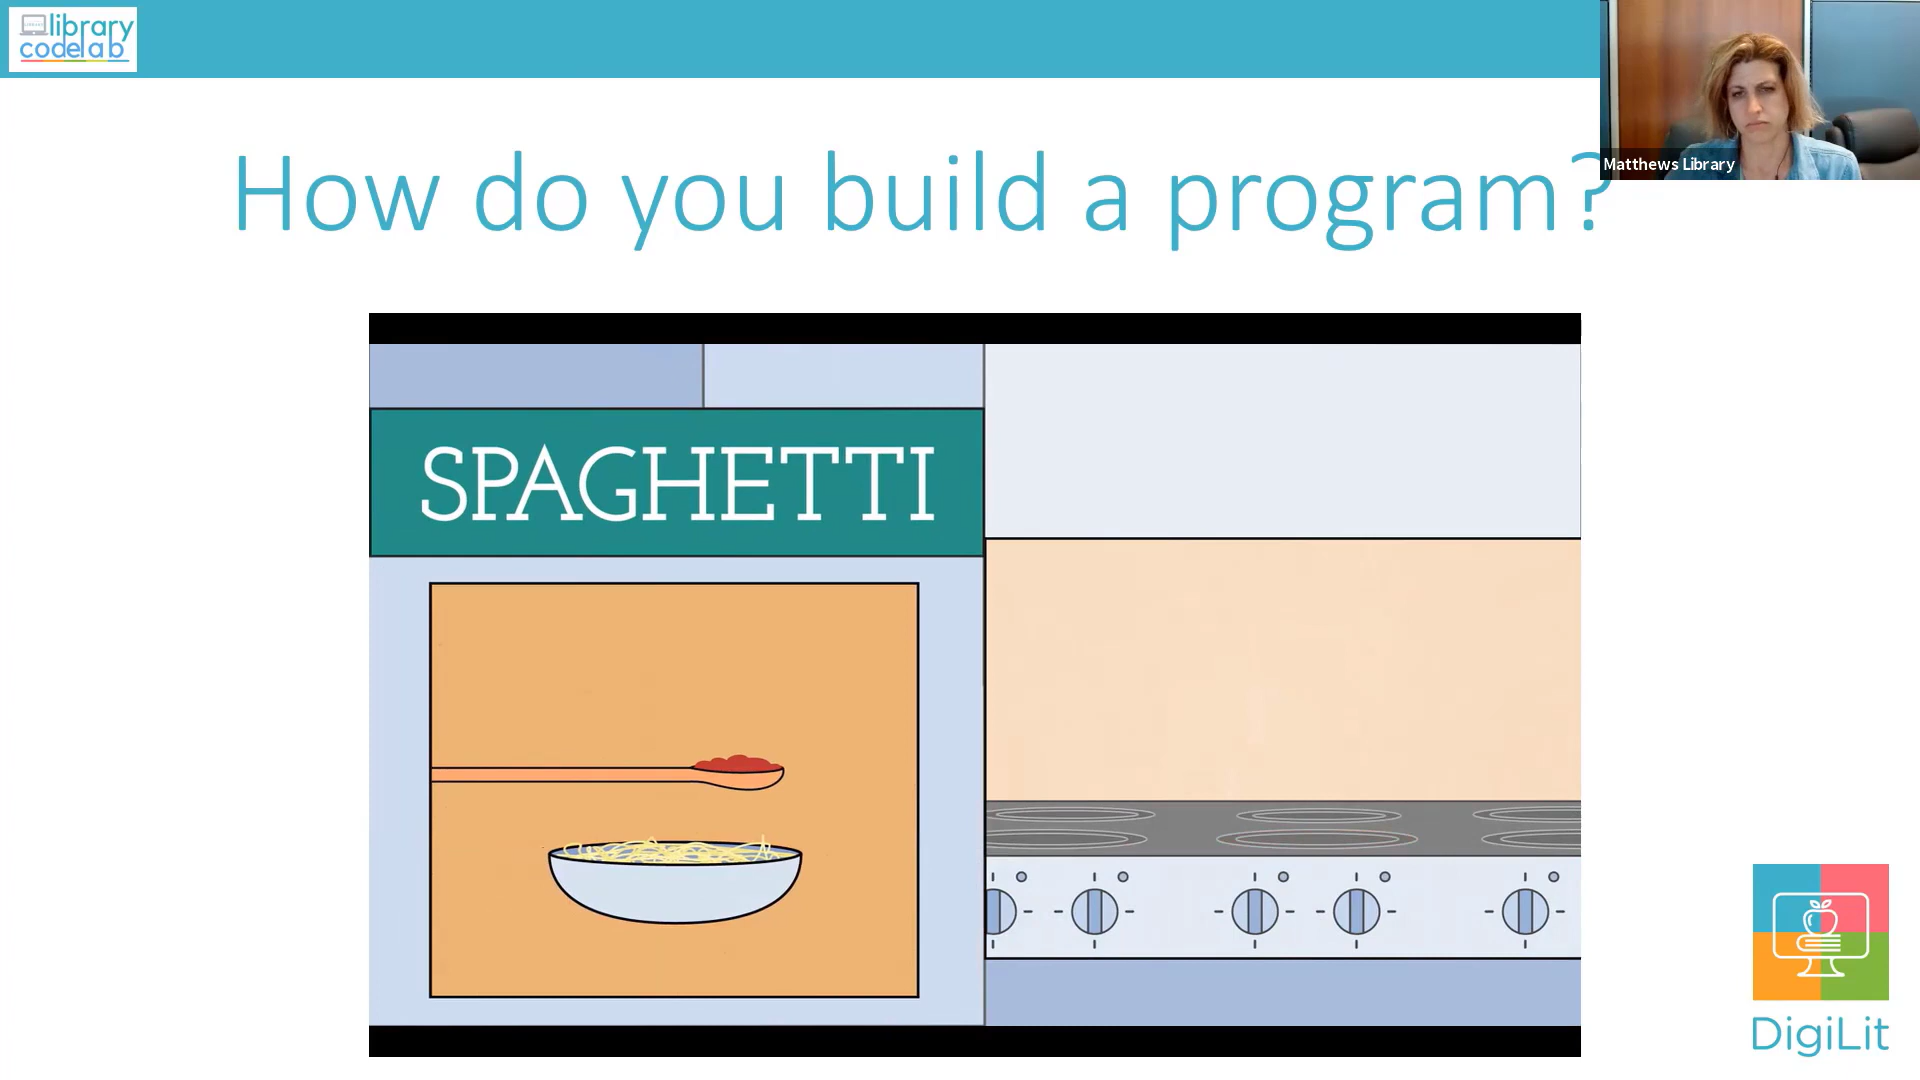 library
codelab
Matthews Library
How do you build a program?
SPAGHETTI
DigiLit